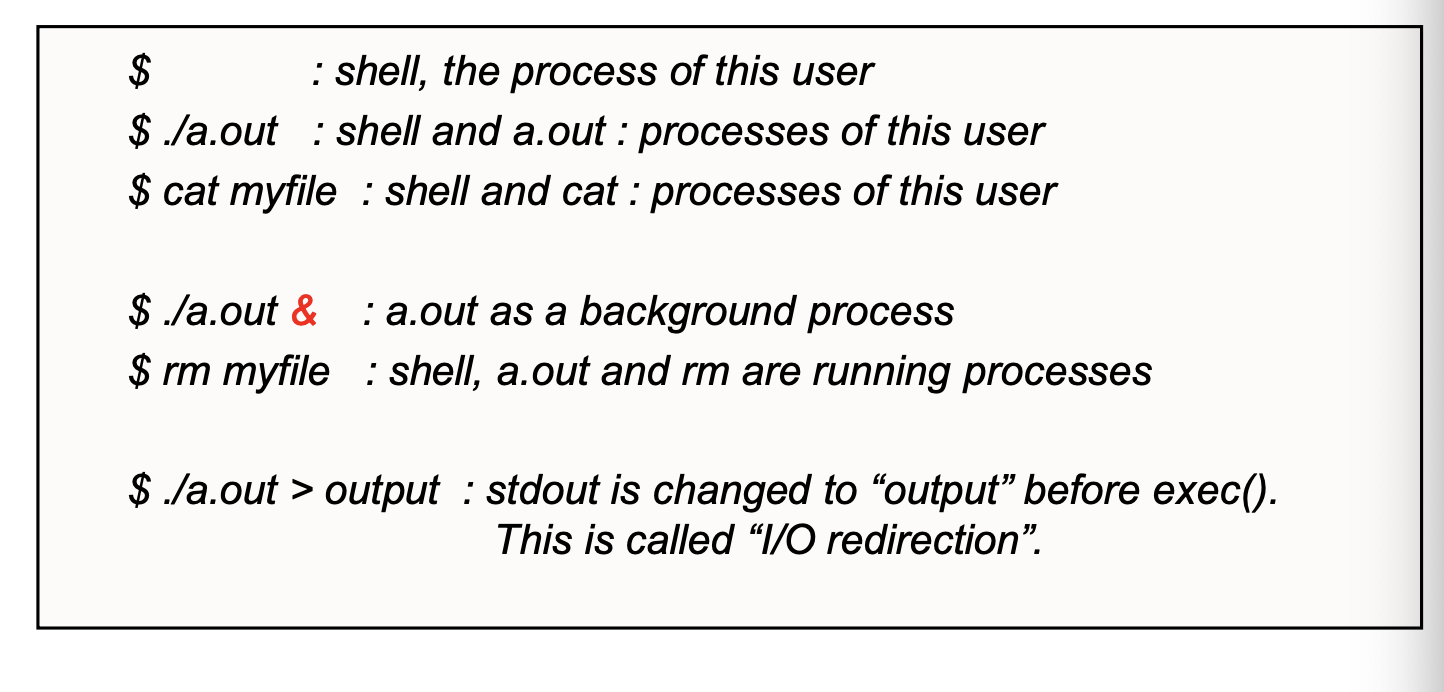 $ : shell, the process of this user
$ ./a.out : shell and a.out : processes of this user
$ cat myfile : shell and cat : processes of this user
$ ./a.out & : a.out as a background process
$ rm myfile : shell, a.out and rm are running processes
$ ./a.out > output : stdout is changed to “output” before exec().
This is called “I/O redirection”.